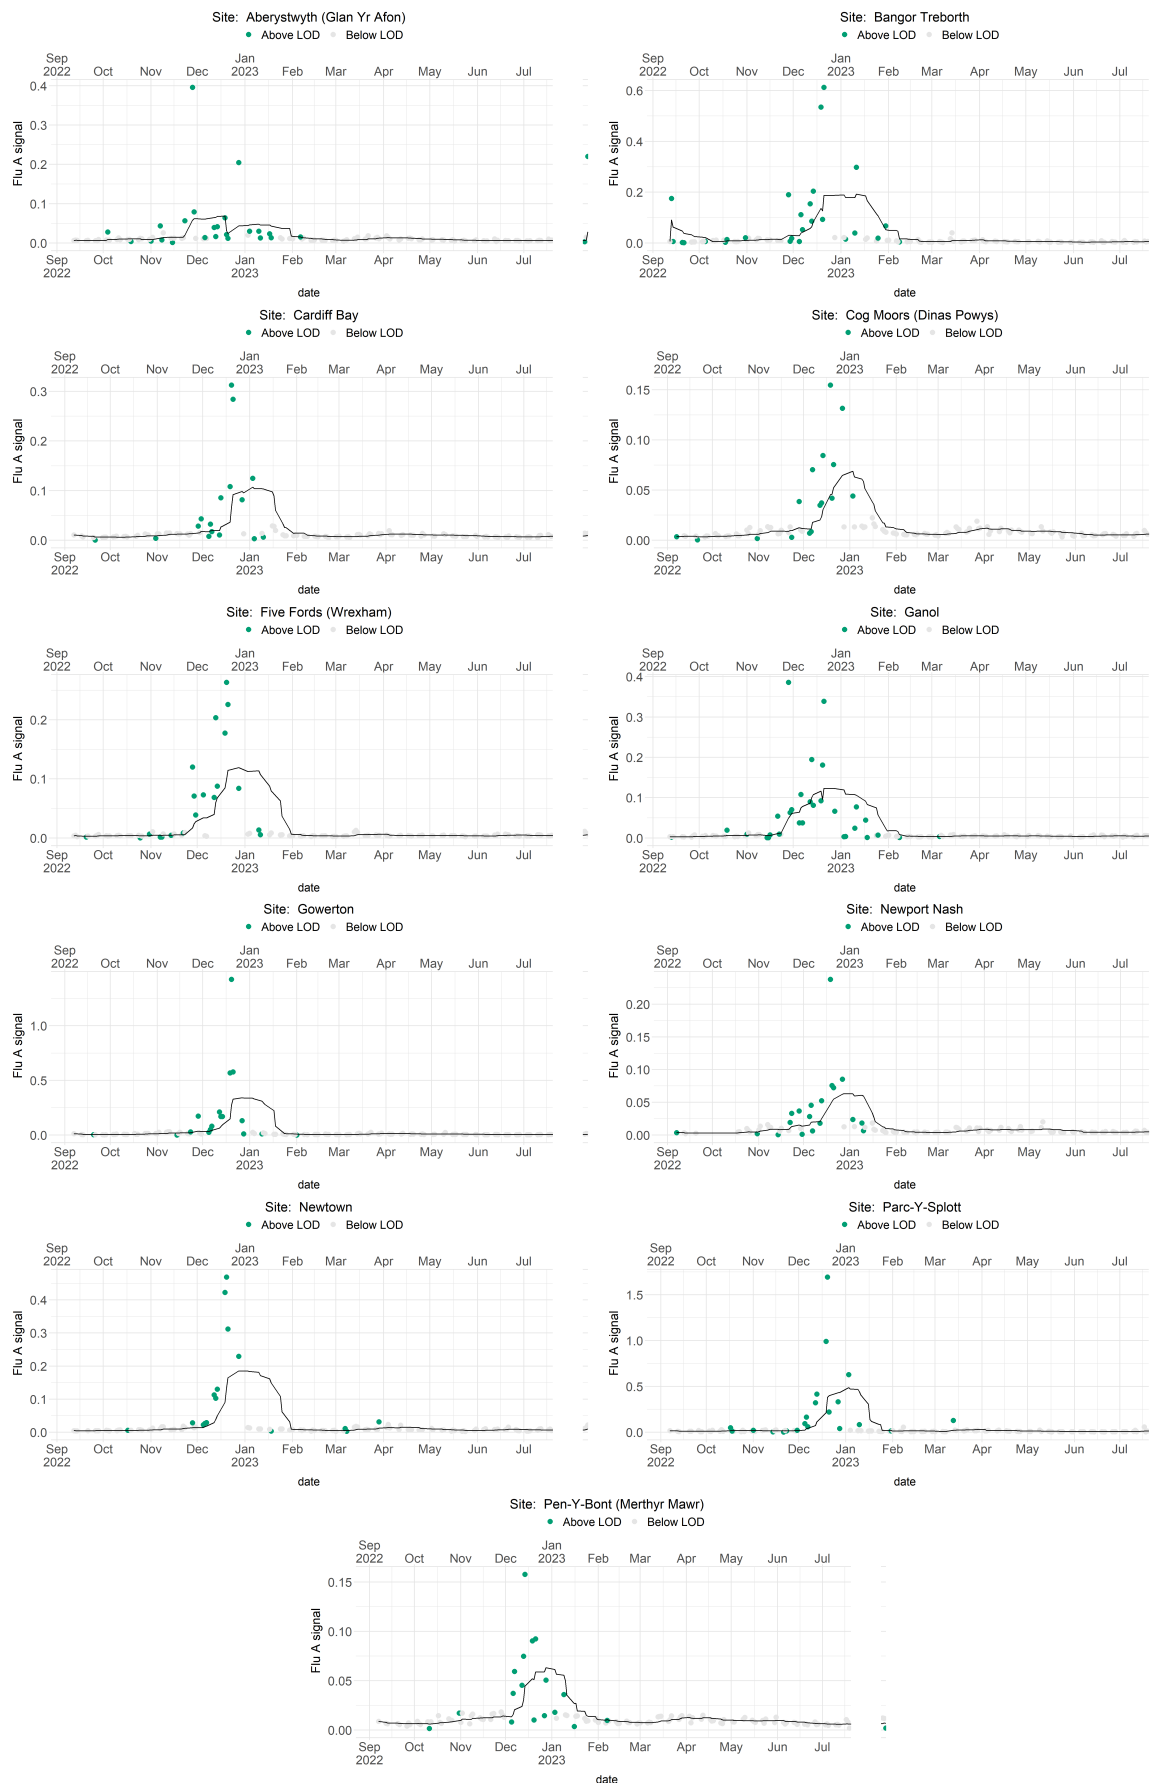 Site: Aberystwyth (Glan Yr Afon)
Above LOD Below LOD
Sep Jan
2022 Oct Nov Dec 2023 Feb Mar Apr May Jun Jul
0.4
0.3
0.2
0.1
0.0
Flu A signal
Sep Oct Nov Dec Jan Feb Mar Apr May Jun Jul
2022 2023
date
Site: Bangor Treborth
Above LOD Below LOD
Sep Jan
2022 Oct Nov Dec 2023 Feb Mar Apr May Jun Jul
0.6
0.4
0.2
0.0
Flu A signal
Sep Oct Nov Dec Jan Feb Mar Apr May Jun Jul
2022 2023
date
Site: Cardiff Bay
Above LOD Below LOD
Sep Jan
2022 Oct Nov Dec 2023 Feb Mar Apr May Jun Jul
0.3
0.2
0.1
0.0
Flu A signal
Sep Oct Nov Dec Jan Feb Mar Apr May Jun Jul
2022 2023
date
Site: Cog Moors (Dinas Powys)
Above LOD Below LOD
Sep Jan
2022 Oct Nov Dec 2023 Feb Mar Apr May Jun Jul
0.15
0.10
0.05
0.00
Flu A signal
Sep Oct Nov Dec Jan Feb Mar Apr May Jun Jul
2022 2023
date
Site: Five Fords (Wrexham)
Above LOD Below LOD
Sep Jan
2022 Oct Nov Dec 2023 Feb Mar Apr May Jun Jul
0.2
0.1
0.0
Flu A signal
Sep Oct Nov Dec Jan Feb Mar Apr May Jun Jul
2022 2023
date
Site: Ganol
Above LOD Below LOD
Sep Jan
2022 Oct Nov Dec 2023 Feb Mar Apr May Jun Jul
0.4
0.3
0.2
0.1
0.0
Flu A signal
Sep Oct Nov Dec Jan Feb Mar Apr May Jun Jul
2022 2023
date
Site: Gowerton
Above LOD Below LOD
Sep Jan
2022 Oct Nov Dec 2023 Feb Mar Apr May Jun Jul
1.0
0.5
0.0
Flu A signal
Sep Oct Nov Dec Jan Feb Mar Apr May Jun Jul
2022 2023
date
Site: Newport Nash
Above LOD Below LOD
Sep Jan
2022 Oct Nov Dec 2023 Feb Mar Apr May Jun Jul
0.20
0.15
0.10
0.05
0.00
Flu A signal
Sep Oct Nov Dec Jan Feb Mar Apr May Jun Jul
2022 2023
date
Site: Newtown
Above LOD Below LOD
Sep Jan
2022 Oct Nov Dec 2023 Feb Mar Apr May Jun Jul
0.4
0.3
0.2
0.1
0.0
Flu A signal
Sep Oct Nov Dec Jan Feb Mar Apr May Jun Jul
2022 2023
date
Site: Parc-Y-Splott
Above LOD Below LOD
Sep Jan
2022 Oct Nov Dec 2023 Feb Mar Apr May Jun Jul
1.5
1.0
0.5
0.0
Flu A signal
Sep Oct Nov Dec Jan Feb Mar Apr May Jun Jul
2022 2023
date
Site: Pen-Y-Bont (Merthyr Mawr)
Above LOD Below LOD
Sep Jan
2022 Oct Nov Dec 2023 Feb Mar Apr May Jun Jul
0.15
0.10
0.05
0.00
Flu A signal
Sep Oct Nov Dec Jan Feb Mar Apr May Jun Jul
2022 2023
date